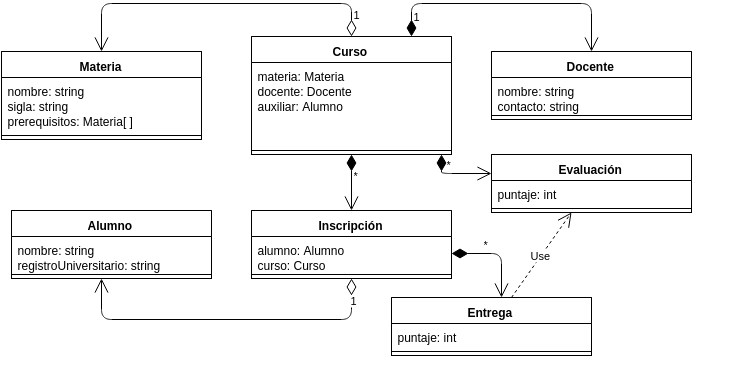 1
1
Materia
nombre: string
sigla: string
prerequisitos: Materia[ ]
Curso
materia: Materia
docente: Docente
auxiliar: Alumno
Docente
nombre: string
contacto: string
*
*
Evaluación
puntaje: int
Alumno
nombre: string
registroUniversitario: string
Inscripción
alumno: Alumno
curso: Curso
*
Use
1
Entrega
puntaje: int